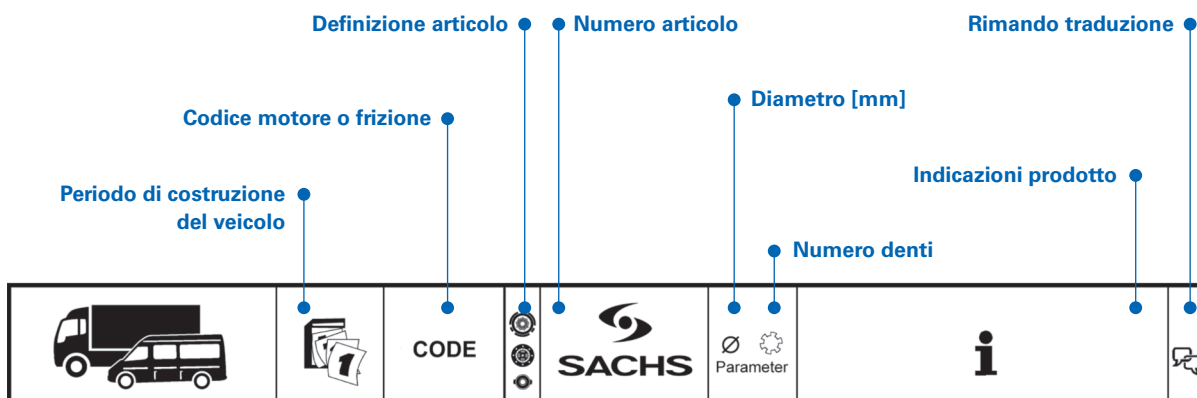 Definizione articolo
Numero articolo
Rimando traduzione
Diametro [mm]
Codice motore o frizione
Indicazioni prodotto
Periodo di costruzione
del veicolo
Numero denti
1
CODE
SACHS
Ø
Parameter
i